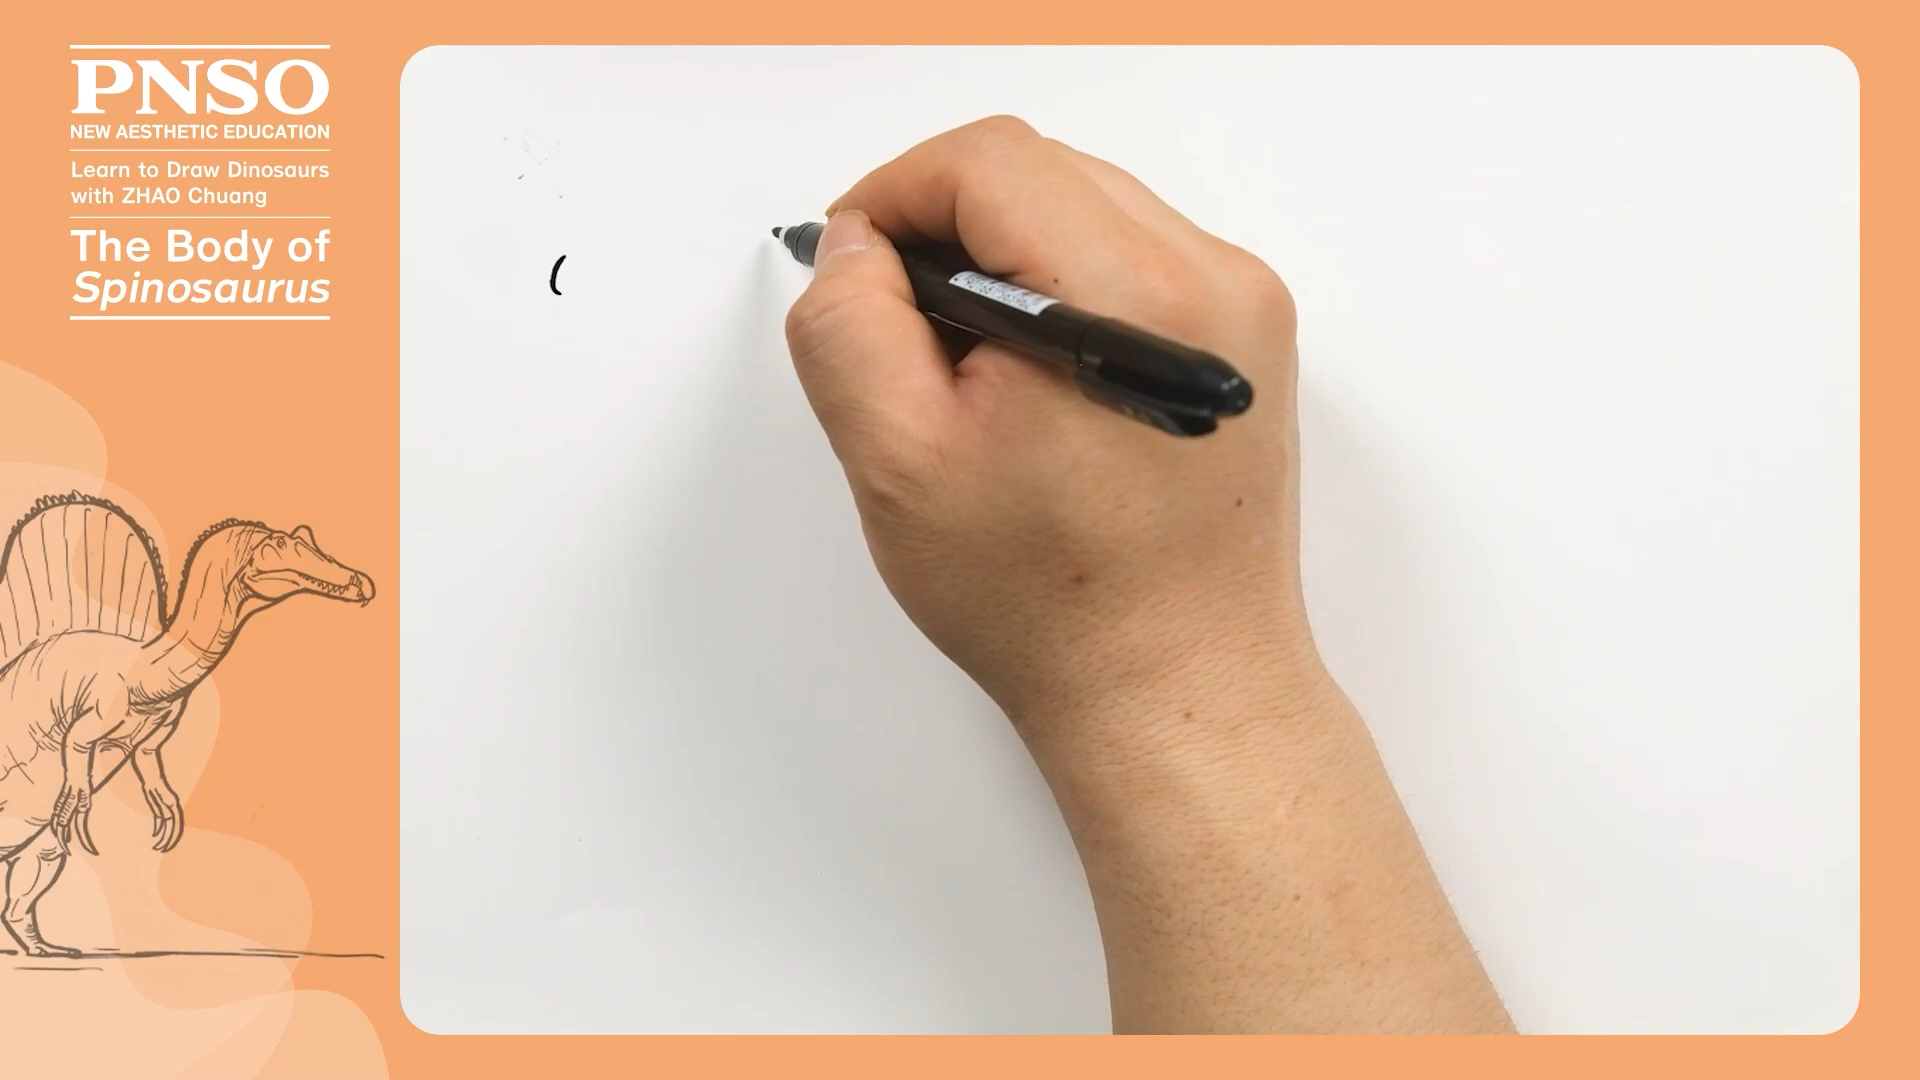 PNSO
NEW AESTHETIC EDUCATION
Learn to Draw Dinosaurs
with ZHAO Chuang
The Body of
Spinosaurus